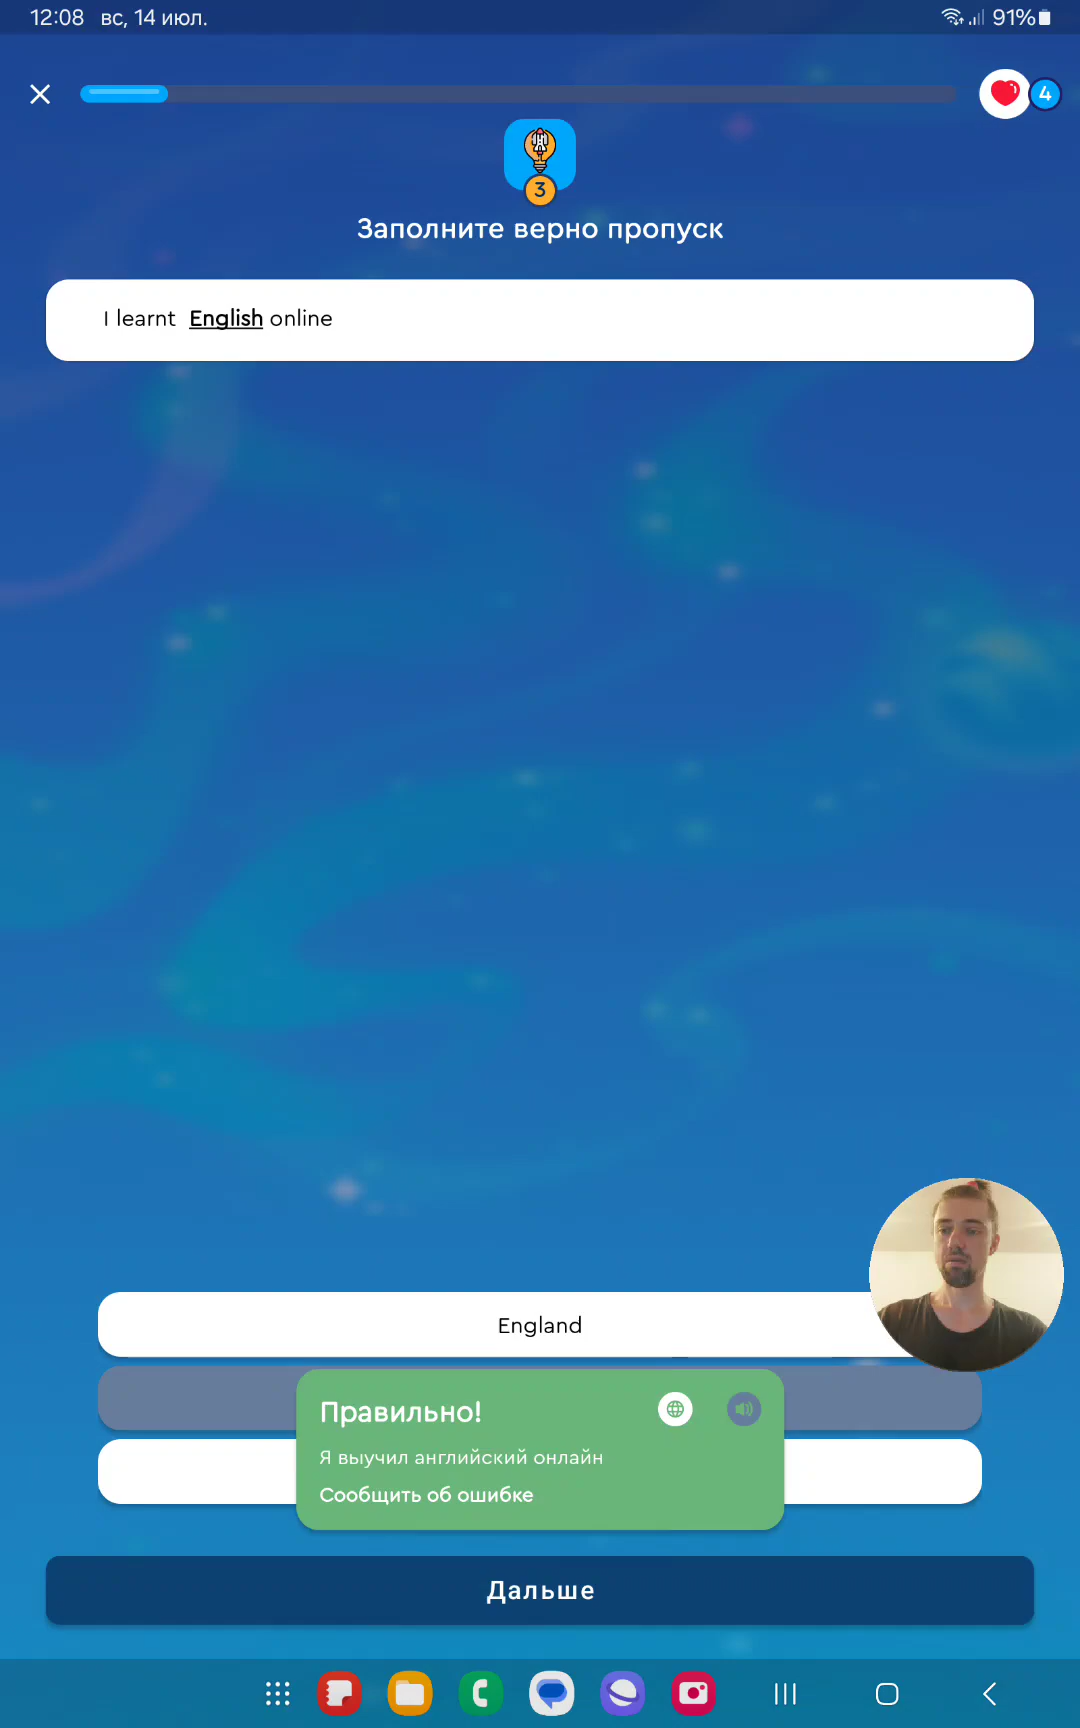 12:08 вс, 14 июл.
91%
4
3
Заполните верно пропуск
I learnt English online
England
Правильно!
Я выучил английский онлайн
Сообщить об ошибке
Дальше